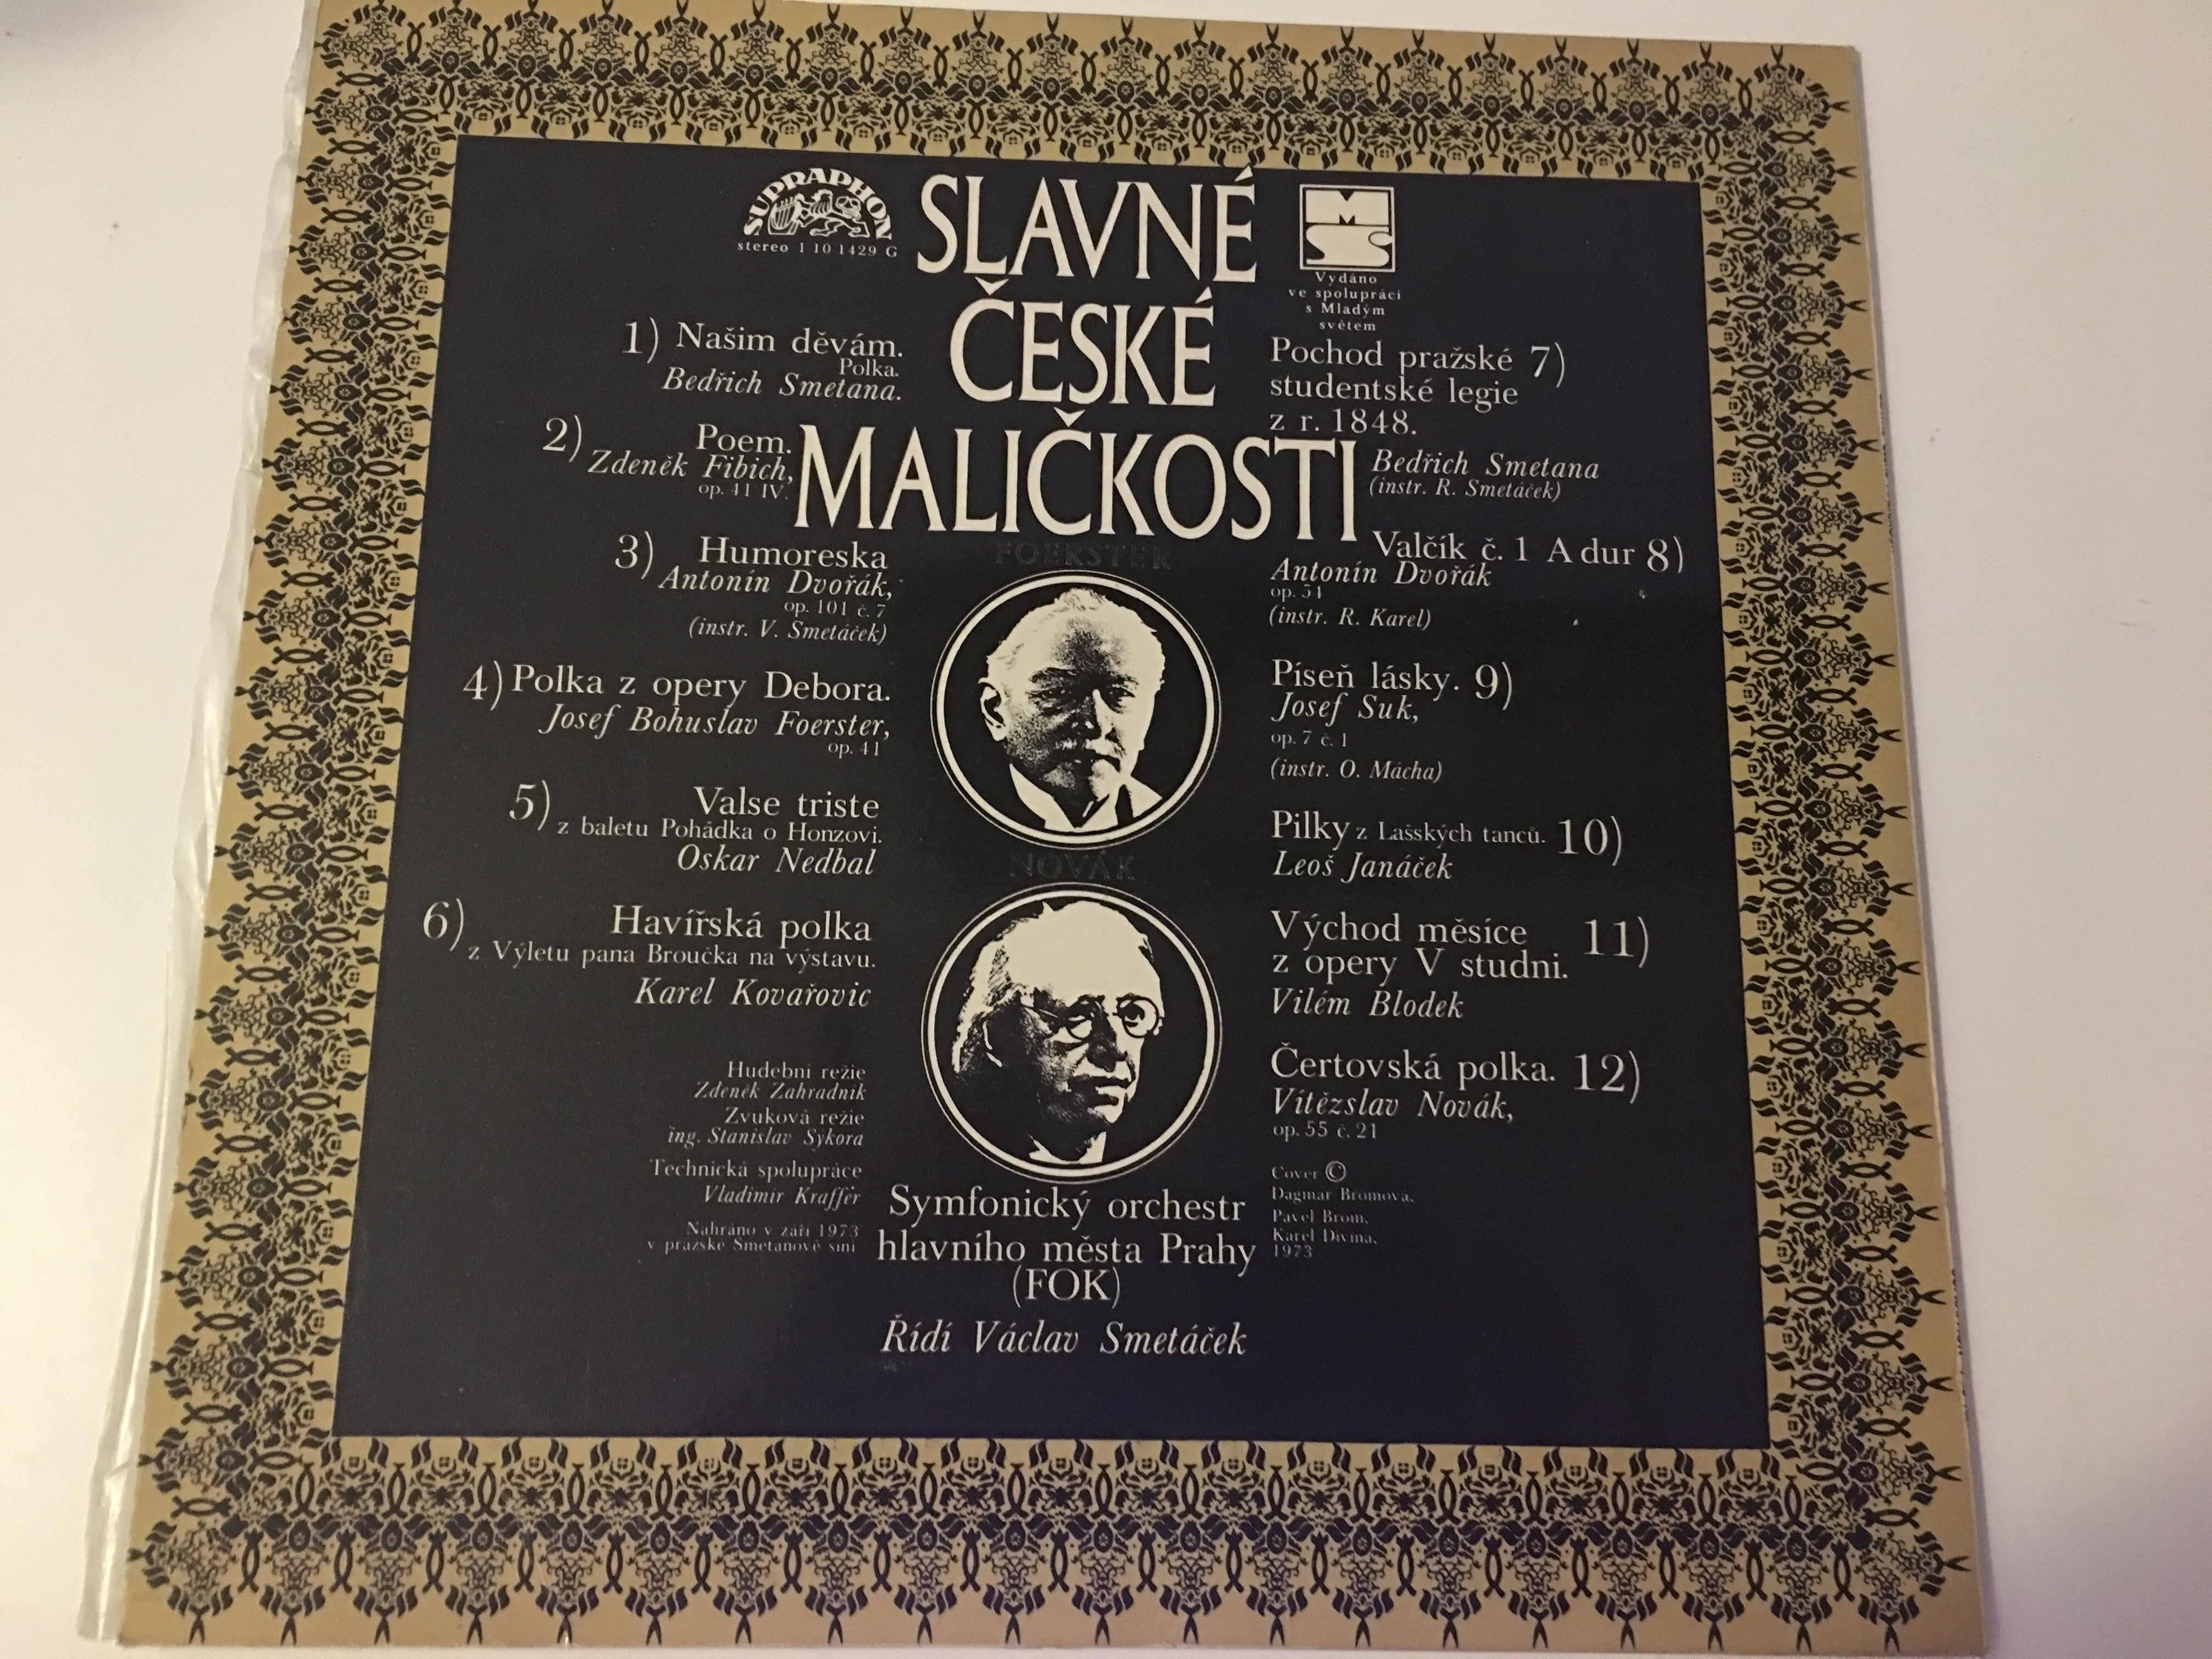 SUPRAPHON
stereo 1 10 1429 G
SLAVNÉ
ČESKÉ
MALIČKOSTI
M M
S S
Vydáno
ve spolupráci
s Mladým
světem
1) Našim děvám.
Polka.
Bedřich Smetana.
2) Poem.
Zdeněk Fibich,
op. 41 IV.
3) Humoreska
Antonín Dvořák,
op. 101 č. 7
(instr. V. Smetáček)
4) Polka z opery Debora.
Josef Bohuslav Foerster,
op. 41
5) Valse triste
z baletu Pohádka o Honzovi.
Oskar Nedbal
6) Havířská polka
z Výletu pana Broučka na výstavu.
Karel Kovařovic
Hudební režie
Zdeněk Zahradník
Zvuková režie
ing. Stanislav Sýkora
Technická spolupráce
Vladimír Kraffer
Nahráno v září 1973
v pražské Smetanově síni
FOERSTER
NOVÁK
Symfonický orchestr
hlavního města Prahy
(FOK)
Řídí Václav Smetáček
Pochod pražské 7)
studentské legie
z r. 1848.
Bedřich Smetana
(instr. R. Smetáček)
Valčík č. 1 A dur 8)
Antonín Dvořák
op. 54
(instr. R. Karel)
Píseň lásky. 9)
Josef Suk,
op. 7 č. 1
(instr. O. Mácha)
Pilky z Lašských tanců. 10)
Leoš Janáček
Východ měsíce 11)
z opery V studni.
Vilém Blodek
Čertovská polka. 12)
Vítězslav Novák,
op. 55 č. 21
Cover ©
Dagmar Bromová,
Pavel Brom,
Karel Divina,
1973